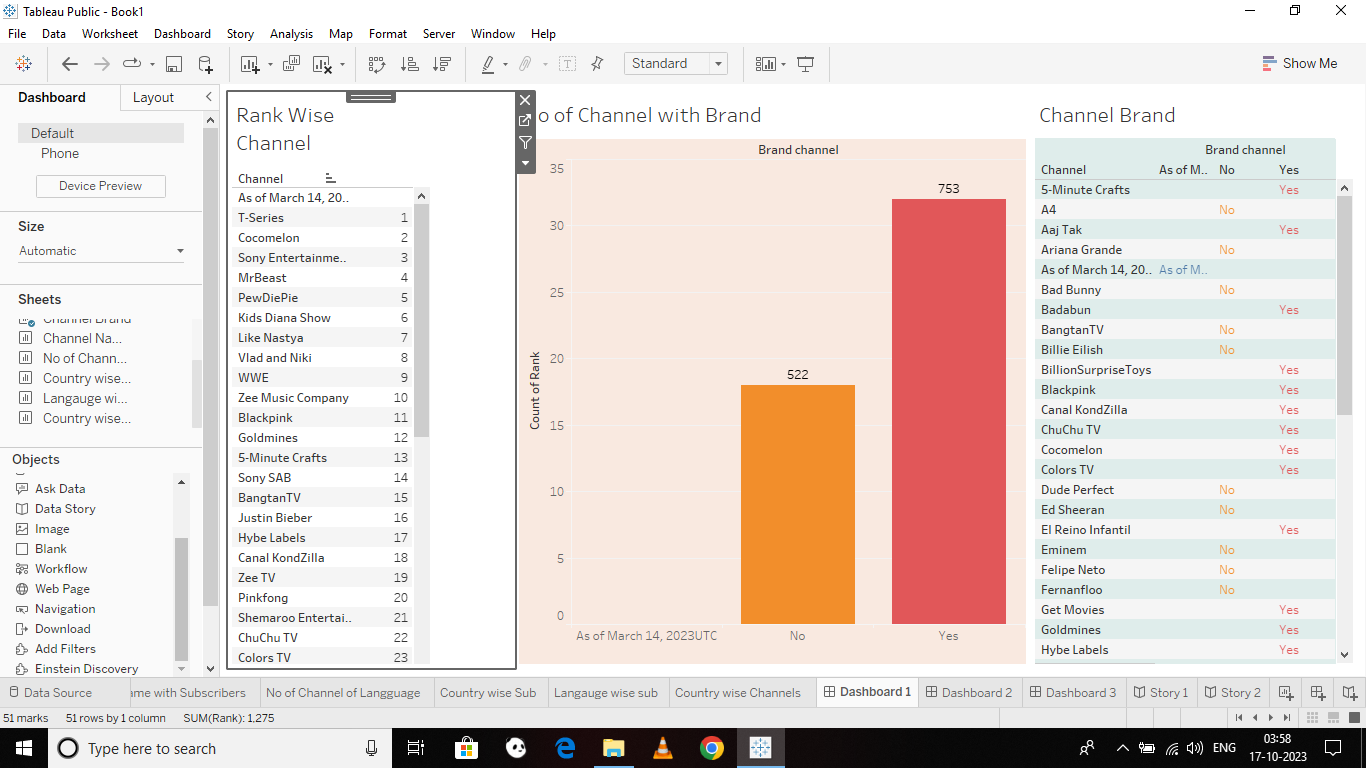 Tableau Public - Book1
File Data Worksheet Dashboard Story Analysis Map Format Server Window Help
Standard
Show Me
Dashboard
Layout
Default
Phone
Device Preview
Size
Automatic
Sheets
Channel Brand
Channel Na...
No of Chann...
Country wise...
Langauge wi...
Country wise...
Objects
Ask Data
Data Story
Image
Blank
Workflow
Web Page
Navigation
Download
Add Filters
Einstein Discovery
Rank Wise
Channel
Channel
As of March 14, 20..
T-Series 1
Cocomelon 2
Sony Entertainme.. 3
MrBeast 4
PewDiePie 5
Kids Diana Show 6
Like Nastya 7
Vlad and Niki 8
WWE 9
Zee Music Company 10
Blackpink 11
Goldmines 12
5-Minute Crafts 13
Sony SAB 14
BangtanTV 15
Justin Bieber 16
Hybe Labels 17
Canal KondZilla 18
Zee TV 19
Pinkfong 20
Shemaroo Entertai.. 21
ChuChu TV 22
Colors TV 23
o of Channel with Brand
Brand channel
35
30
25
20
15
10
5
0
Count of Rank
522
753
As of March 14, 2023UTC No Yes
Channel Brand
Brand channel
Channel As of M.. No Yes
5-Minute Crafts Yes
A4 No
Aaj Tak Yes
Ariana Grande No
As of March 14, 20.. As of M..
Bad Bunny No
Badabun Yes
BangtanTV No
Billie Eilish No
BillionSurpriseToys Yes
Blackpink Yes
Canal KondZilla Yes
ChuChu TV Yes
Cocomelon Yes
Colors TV Yes
Dude Perfect No
Ed Sheeran No
El Reino Infantil Yes
Eminem No
Felipe Neto No
Fernanfloo No
Get Movies Yes
Goldmines Yes
Hybe Labels Yes
Data Source
ame with Subscribers
No of Channel of Langguage
Country wise Sub
Langauge wise sub
Country wise Channels
Dashboard 1
Dashboard 2
Dashboard 3
Story 1
Story 2
51 marks 51 rows by 1 column SUM(Rank): 1,275
Type here to search
ENG
03:58
17-10-2023